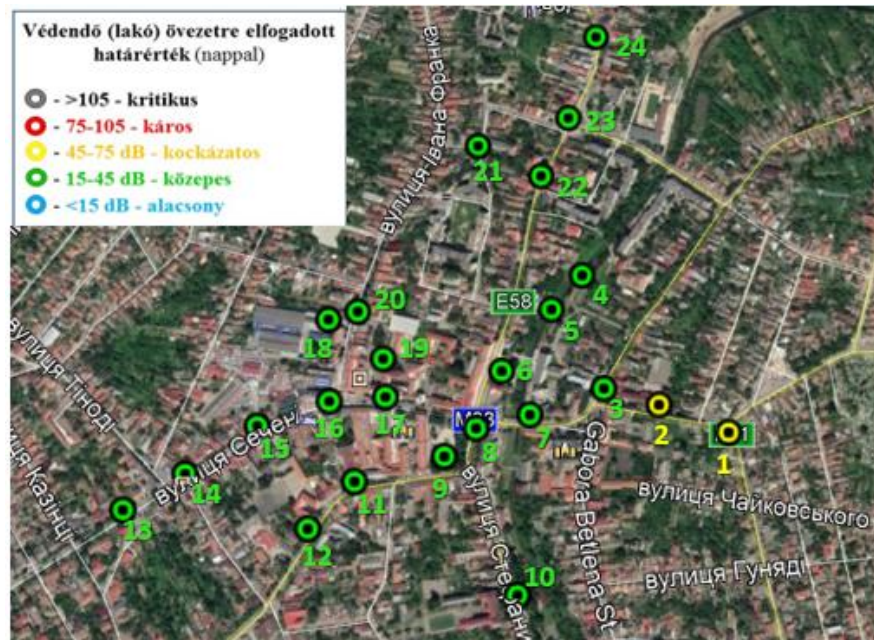 Védendő (lakó) övezetre elfogadott
határérték (nappal)
- >105 - kritikus
- 75-105 - káros
- 45-75 dB - kockázatos
- 15-45 dB - közepes
- <15 dB - alacsony
вулиця Івана Франка
24
23
21
22
4
E58
5
20
18
19
6
вулиця Тіноді
3
2
16
17
7
1
15
8
вулиця Сечені
14
9
Gabora Betlena St
11
вулиця Чайковського
13
12
вулиця Казінці
10
вулиця Гуняді